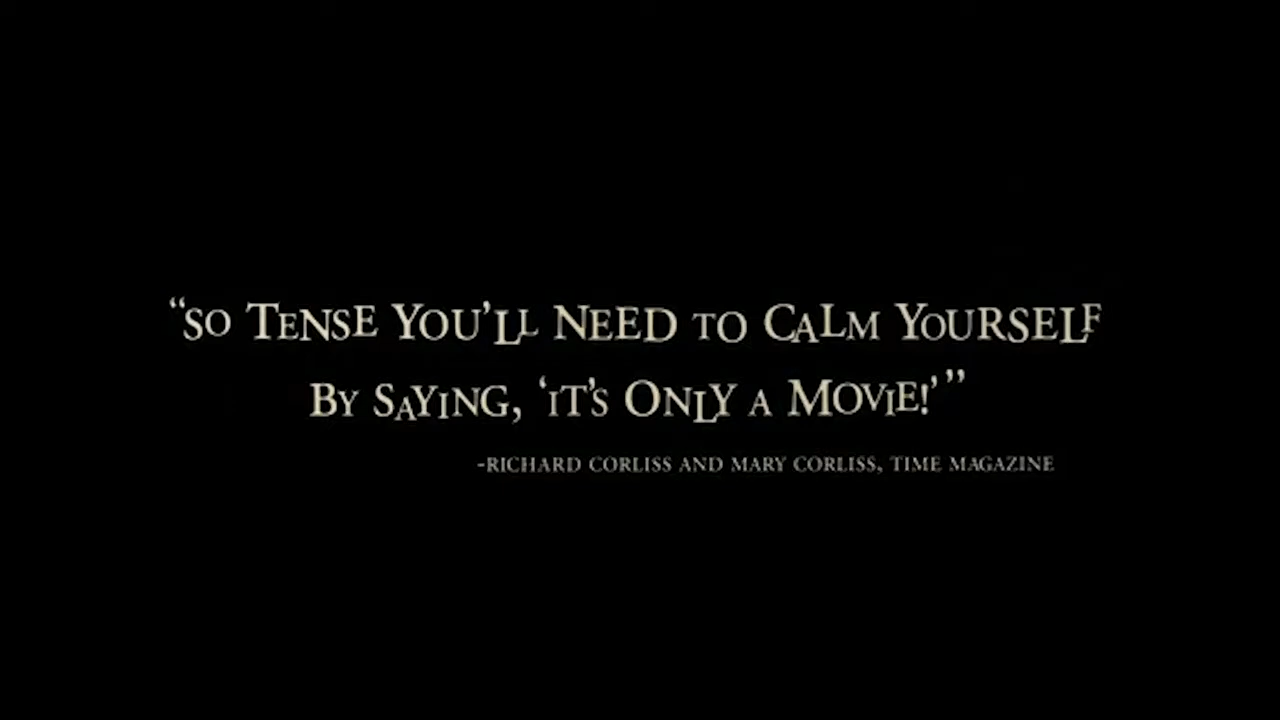 “SO TENSE YOU’LL NEED TO CALM YOURSELF
BY SAYING, ‘IT’S ONLY A MOVIE!’”
-RICHARD CORLISS AND MARY CORLISS, TIME MAGAZINE